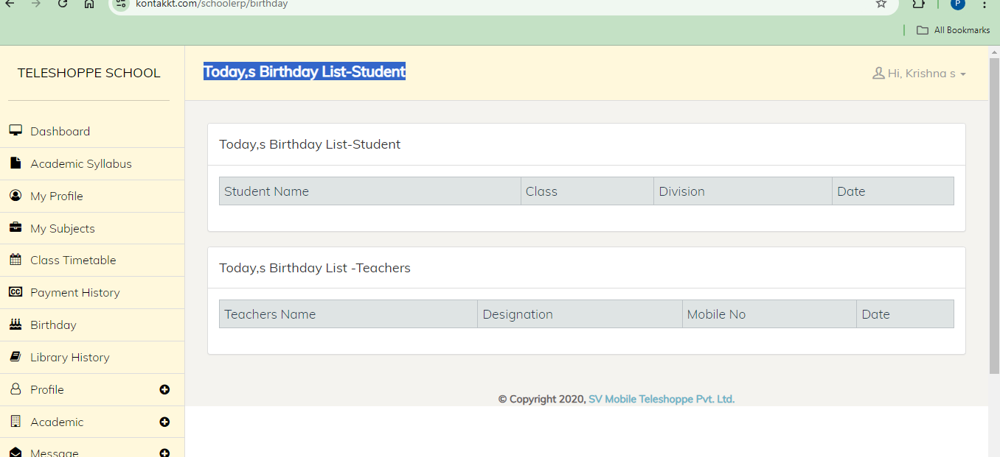 kontakkt.com/schoolerp/birthday
P
All Bookmarks
TELESHOPPE SCHOOL
Today,s Birthday List-Student
Hi, Krishna s
Dashboard
Academic Syllabus
My Profile
My Subjects
Class Timetable
CC Payment History
Birthday
Library History
Profile
Academic
Message
Today,s Birthday List-Student
Student Name Class Division Date
Today,s Birthday List -Teachers
Teachers Name Designation Mobile No Date
© Copyright 2020, SV Mobile Teleshoppe Pvt. Ltd.